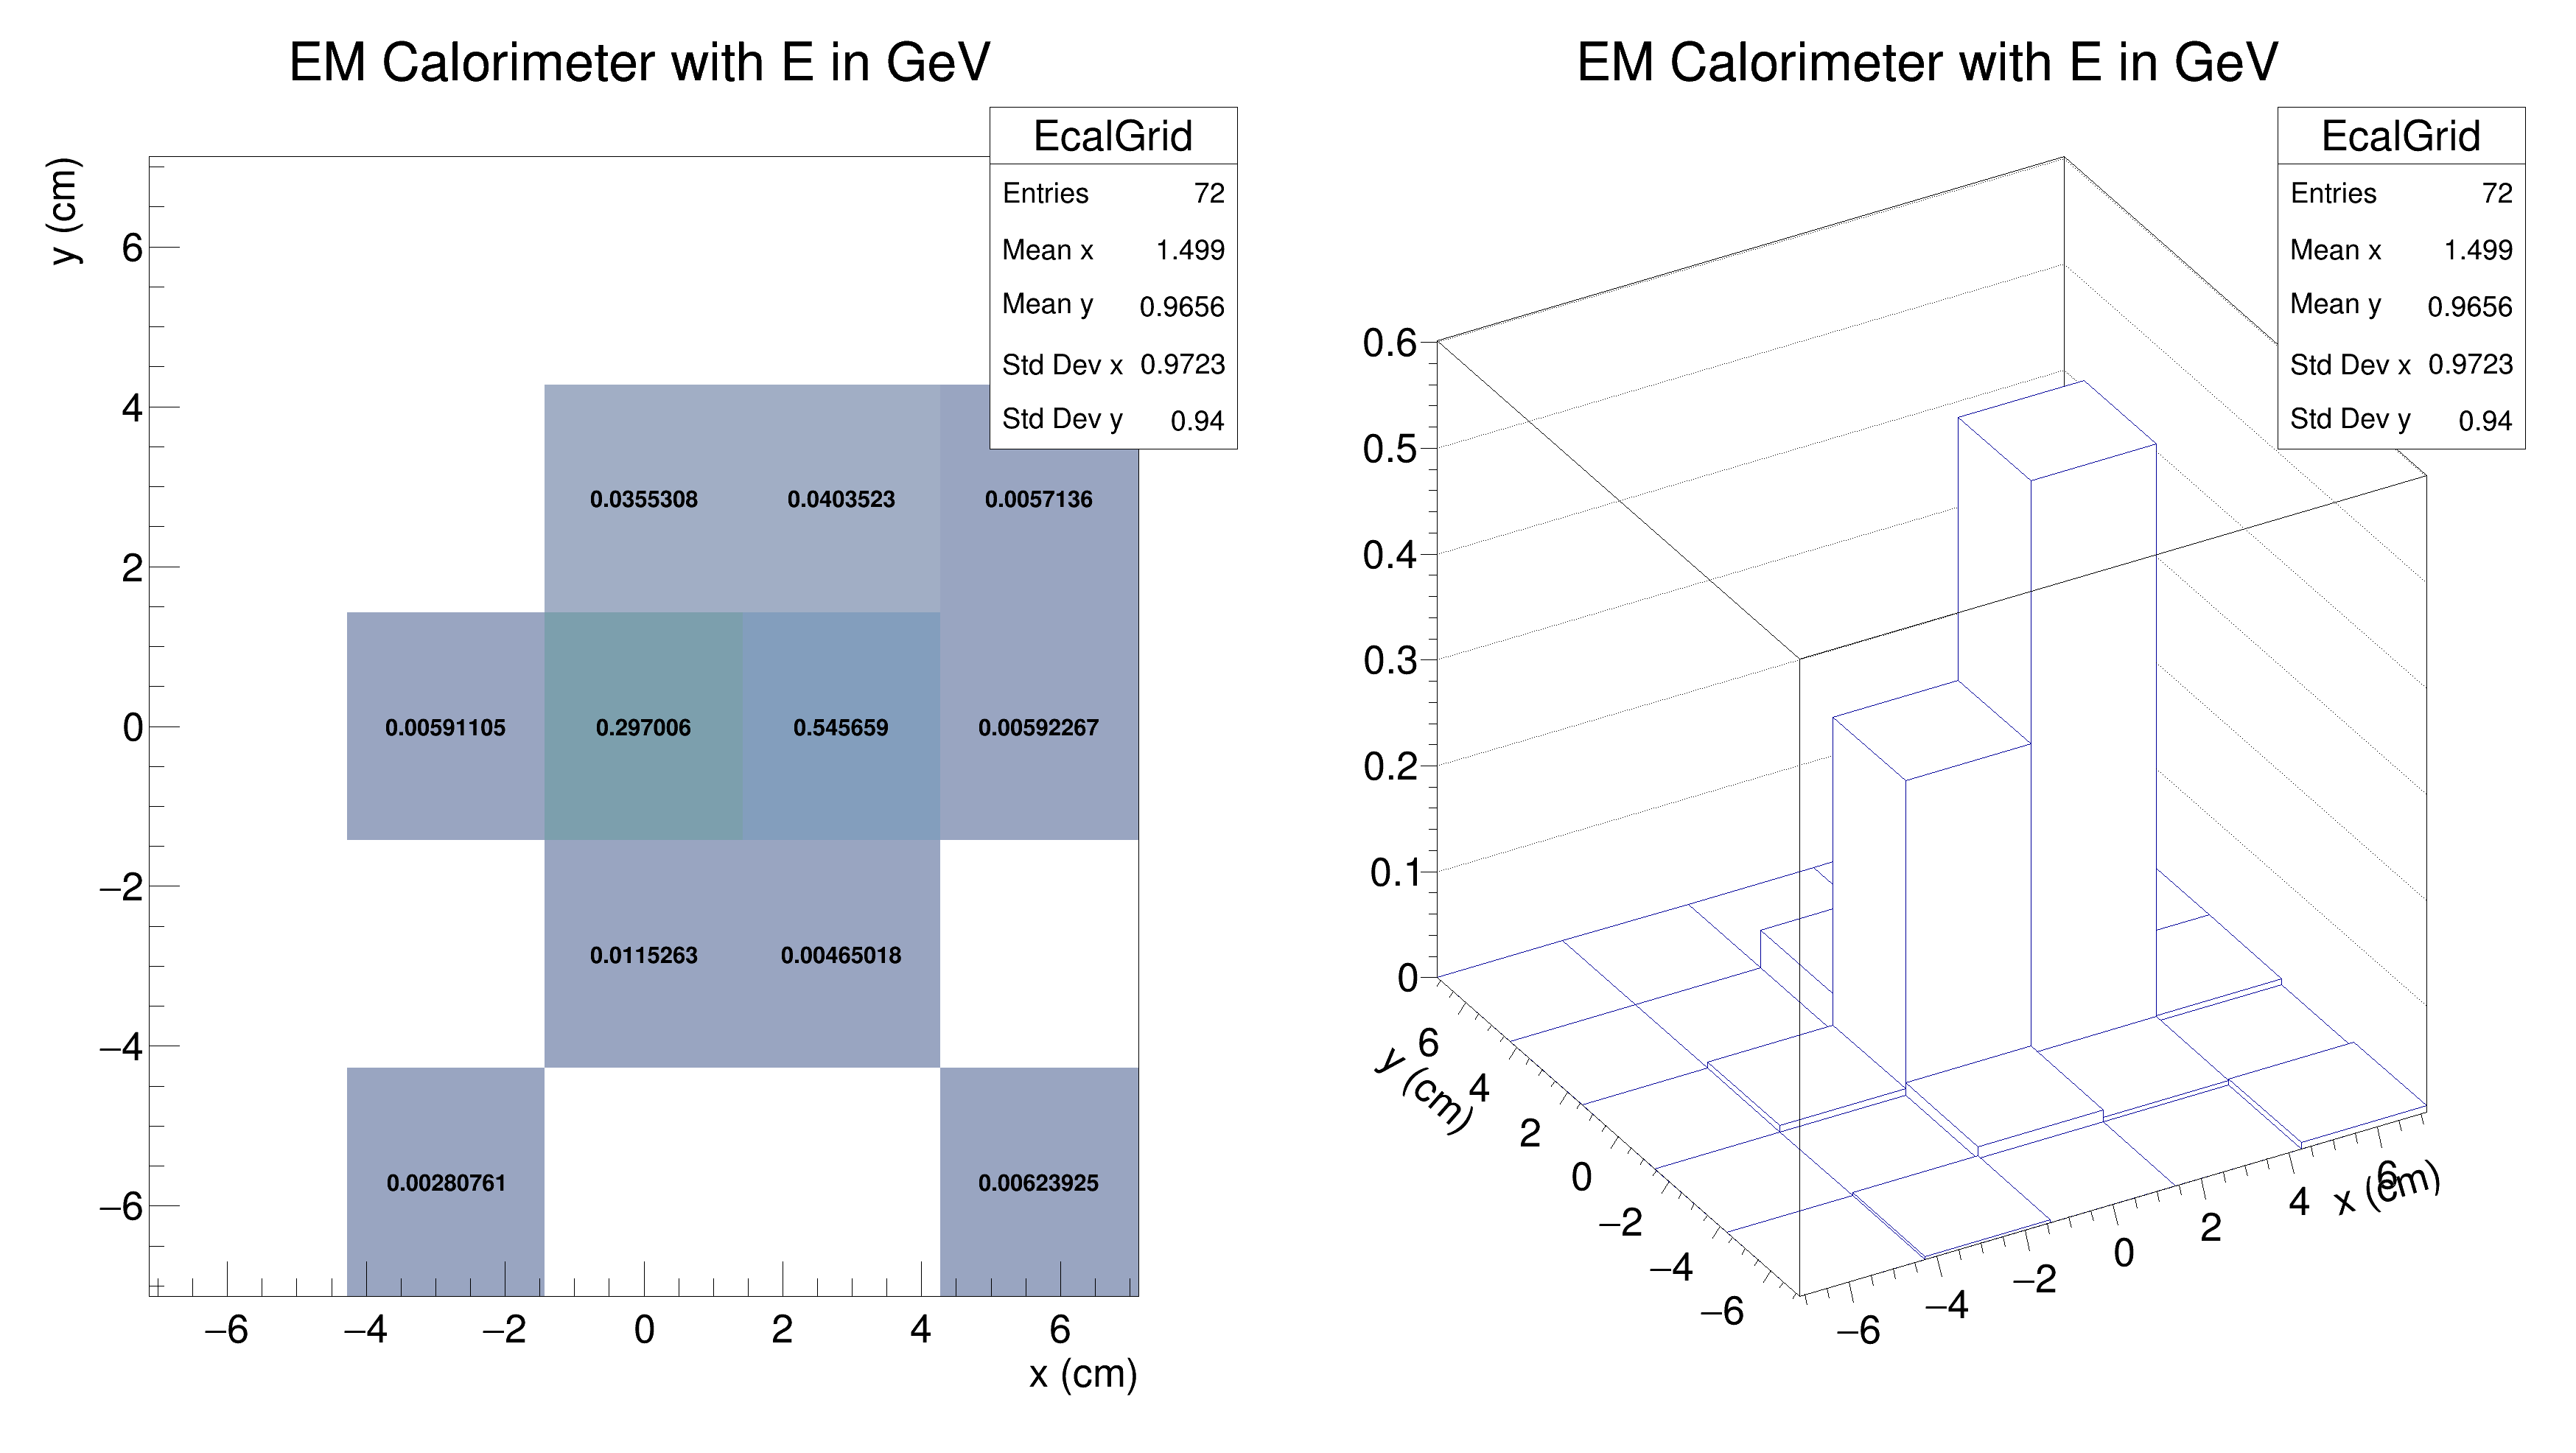 EM Calorimeter with E in GeV
EcalGrid
Entries 72
Mean x 1.499
Mean y 0.9656
Std Dev x 0.9723
Std Dev y 0.94
y (cm)
6
4
2
0
−2
−4
−6
0.0355308 0.0403523 0.0057136
0.00591105 0.297006 0.545659 0.00592267
0.0115263 0.00465018
0.00280761 0.00623925
−6 −4 −2 0 2 4 6
x (cm)
EM Calorimeter with E in GeV
EcalGrid
Entries 72
Mean x 1.499
Mean y 0.9656
Std Dev x 0.9723
Std Dev y 0.94
0.6
0.5
0.4
0.3
0.2
0.1
0
6
4
2
0
−2
−4
−6
y (cm)
−6
−4
−2
0
2
4
6
x (cm)